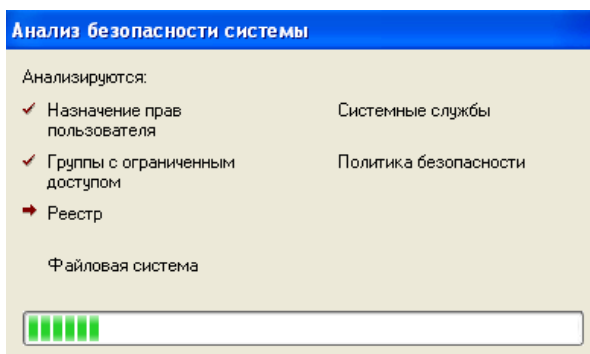 Анализ безопасности системы
Анализируются:
Назначение прав
пользователя
Группы с ограниченным
доступом
Реестр
Файловая система
Системные службы
Политика безопасности